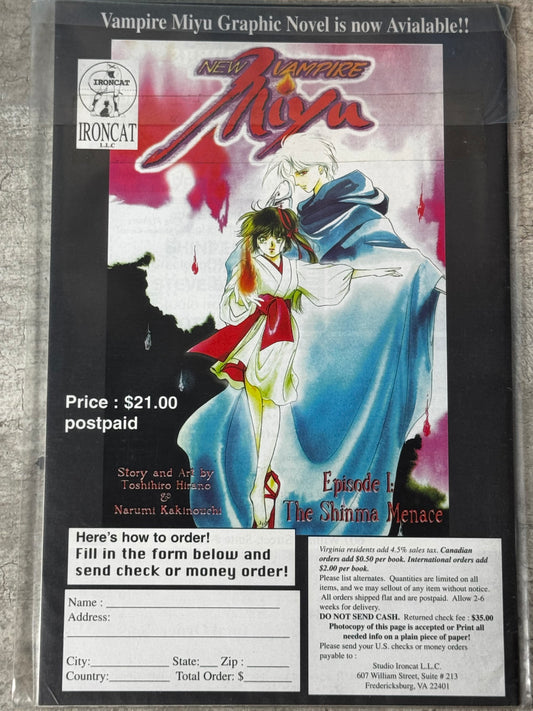 Vampire Miyu Graphic Novel is now Avialable!!
IRONCAT
IRONCAT
L.L.C
NEW VAMPIRE
Miyu
Price : $21.00
postpaid
Story and Art by
Toshihiro Hirano
&
Narumi Kakinouchi
Episode I:
The Shinma Menace
Here's how to order!
Fill in the form below and
send check or money order!
Name :
Address:
City: State: Zip :
Country: Total Order: $
Virginia residents add 4.5% sales tax. Canadian
orders add $0.50 per book. International orders add
$2.00 per book.
Please list alternates. Quantities are limited on all
items, and we may sellout of any item without notice.
All orders shipped flat and are postpaid. Allow 2-6
weeks for delivery.
DO NOT SEND CASH. Returned check fee : $35.00
Photocopy of this page is accepted or Print all
needed info on a plain piece of paper!
Please send your U.S. checks or money orders
payable to :
Studio Ironcat L.L.C.
607 William Street, Suite # 213
Fredericksburg, VA 22401